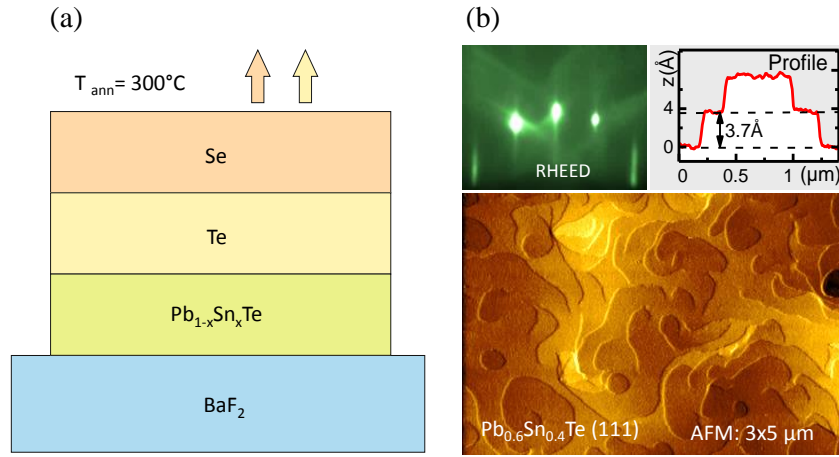 (a)
T ann= 300°C
Se
Te
Pb1-xSnxTe
BaF2
(b)
RHEED
Profile
z(Å)
4
0
3.7Å
0
0.5
1
(μm)
Pb0.6Sn0.4Te (111)
AFM: 3x5 μm